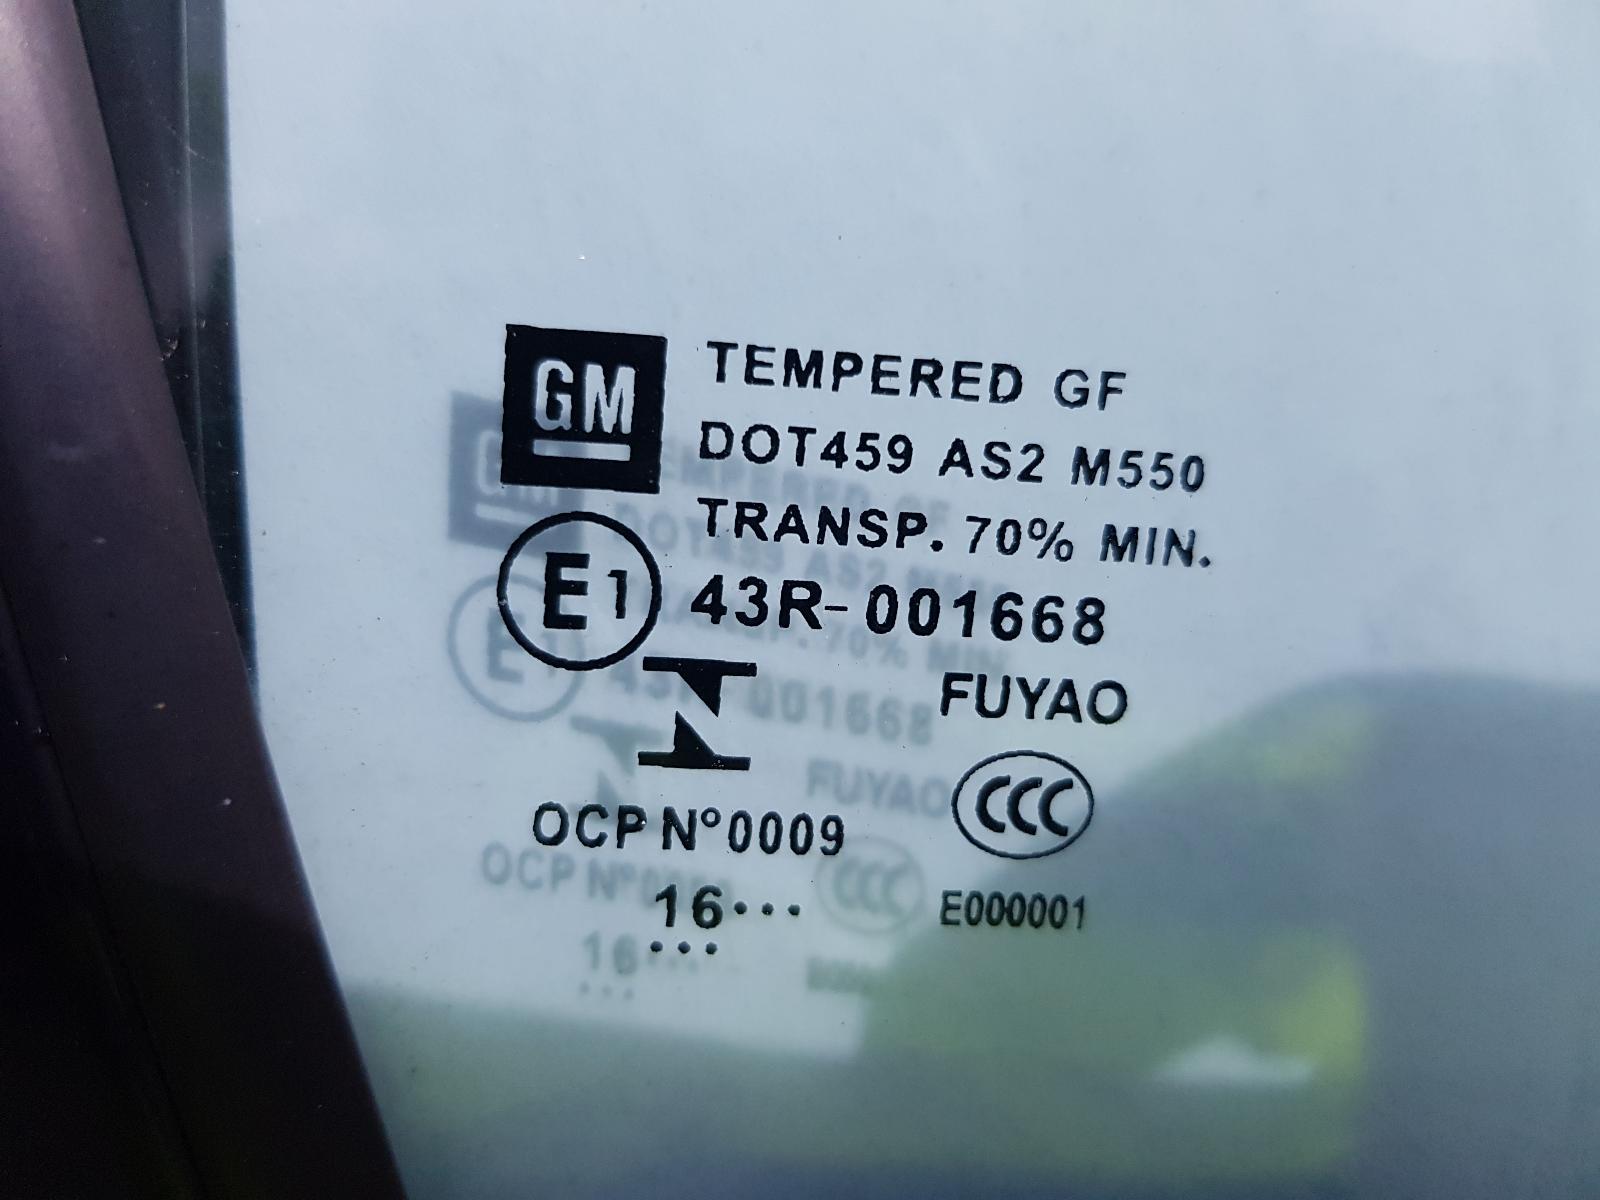 GM
TEMPERED GF
DOT459 AS2 M550
TRANSP. 70% MIN.
E1 43R-001668
FUYAO
CCC
OCP N°0009
16...
...
E000001